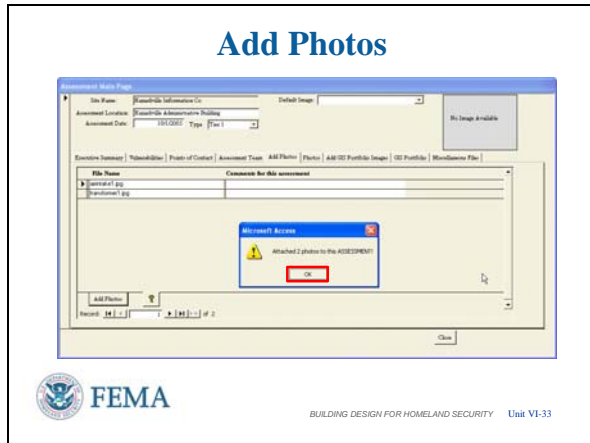 Add Photos
Assessment Main Page
Site Name: Hometville Information Co Default Image:
Assessment Location: Hometville Administrative Building
No Image Available
Assessment Date: 10/1/2005 Type Tier 1
Executive Summary Vulnerabilities Points of Contact Assessment Team Add Photos Photos Add GIS Portfolio Images GIS Portfolio Miscellaneous Files
File Name Comments for this assessment
.jpg
transformer1.jpg
Microsoft Access
Attached 2 photos to this ASSESSMENT!
OK
Add Photos ?
Record: 1 of 2
Close
FEMA
BUILDING DESIGN FOR HOMELAND SECURITY Unit VI-33